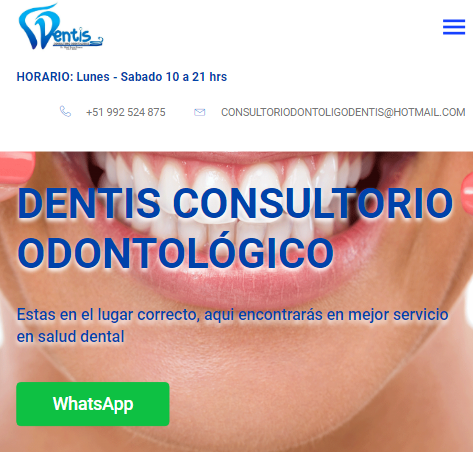 Dentis
HORARIO: Lunes - Sabado 10 a 21 hrs
+51 992 524 875 CONSULTORIODONTOLIGODENTIS@HOTMAIL.COM
DENTIS CONSULTORIO
ODONTOLÓGICO
Estas en el lugar correcto, aqui encontrarás en mejor servicio
en salud dental
WhatsApp